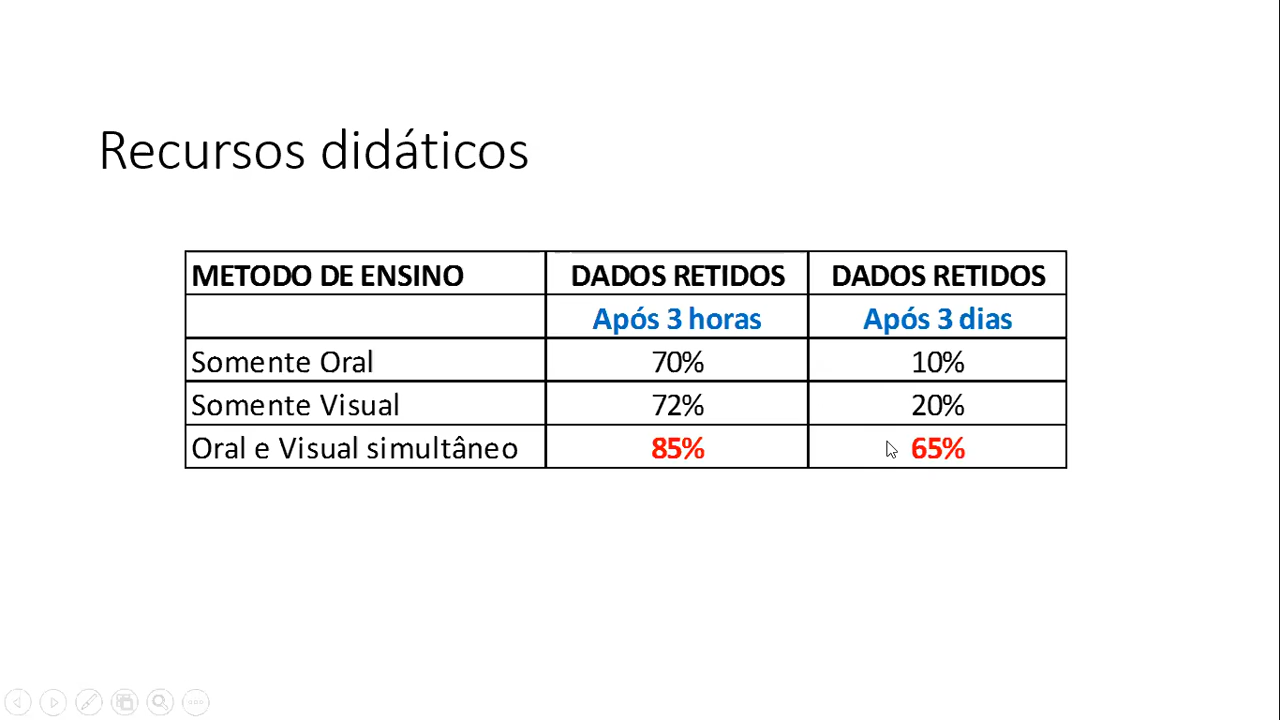 Recursos didáticos
METODO DE ENSINO DADOS RETIDOS DADOS RETIDOS
Após 3 horas Após 3 dias
Somente Oral 70% 10%
Somente Visual 72% 20%
Oral e Visual simultâneo 85% 65%